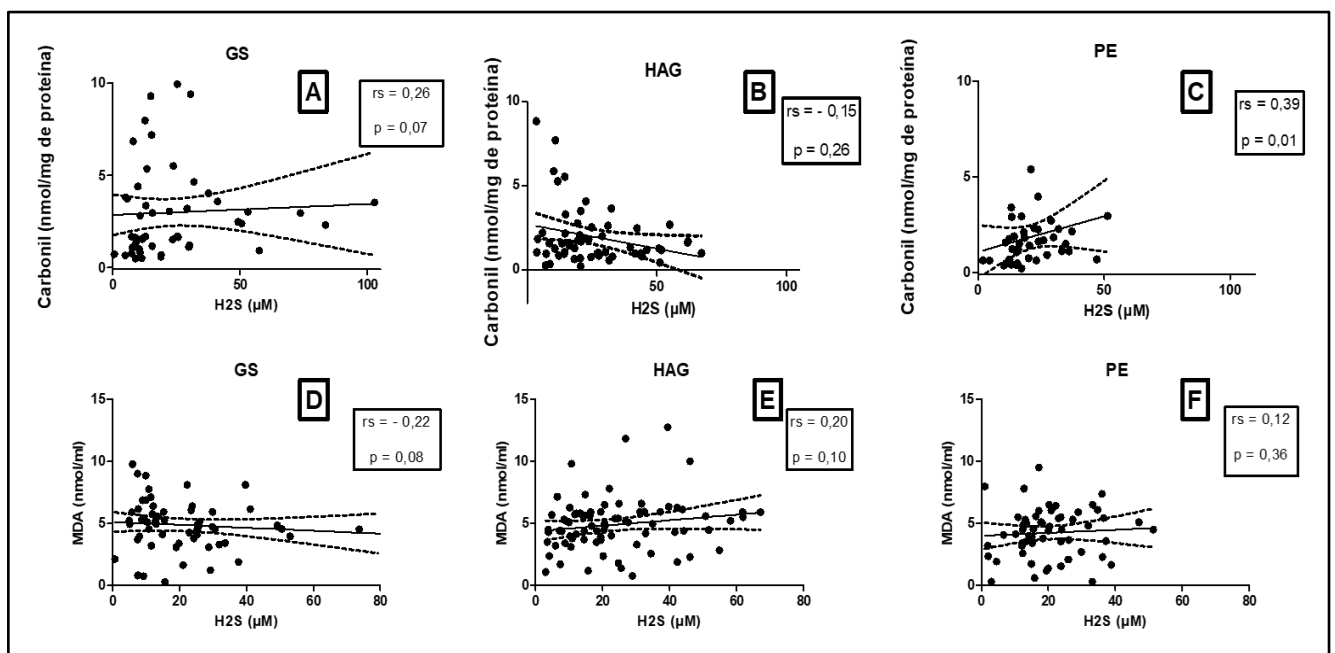 GS
A
rs = 0,26
p = 0,07
Carbonil (nmol/mg de proteína)
10
5
0
0
50
100
H2S (µM)
HAG
B
rs = - 0,15
p = 0,26
Carbonil (nmol/mg de proteína)
10
5
0
50
100
H2S (µM)
PE
C
rs = 0,39
p = 0,01
Carbonil (nmol/mg de proteína)
10
5
0
0
50
100
H2S (µM)
GS
D
rs = - 0,22
p = 0,08
MDA (nmol/ml)
15
10
5
0
0
20
40
60
80
H2S (µM)
HAG
E
rs = 0,20
p = 0,10
MDA (nmol/ml)
15
10
5
0
0
20
40
60
80
H2S (µM)
PE
F
rs = 0,12
p = 0,36
MDA (nmol/ml)
15
10
5
0
0
20
40
60
80
H2S (µM)